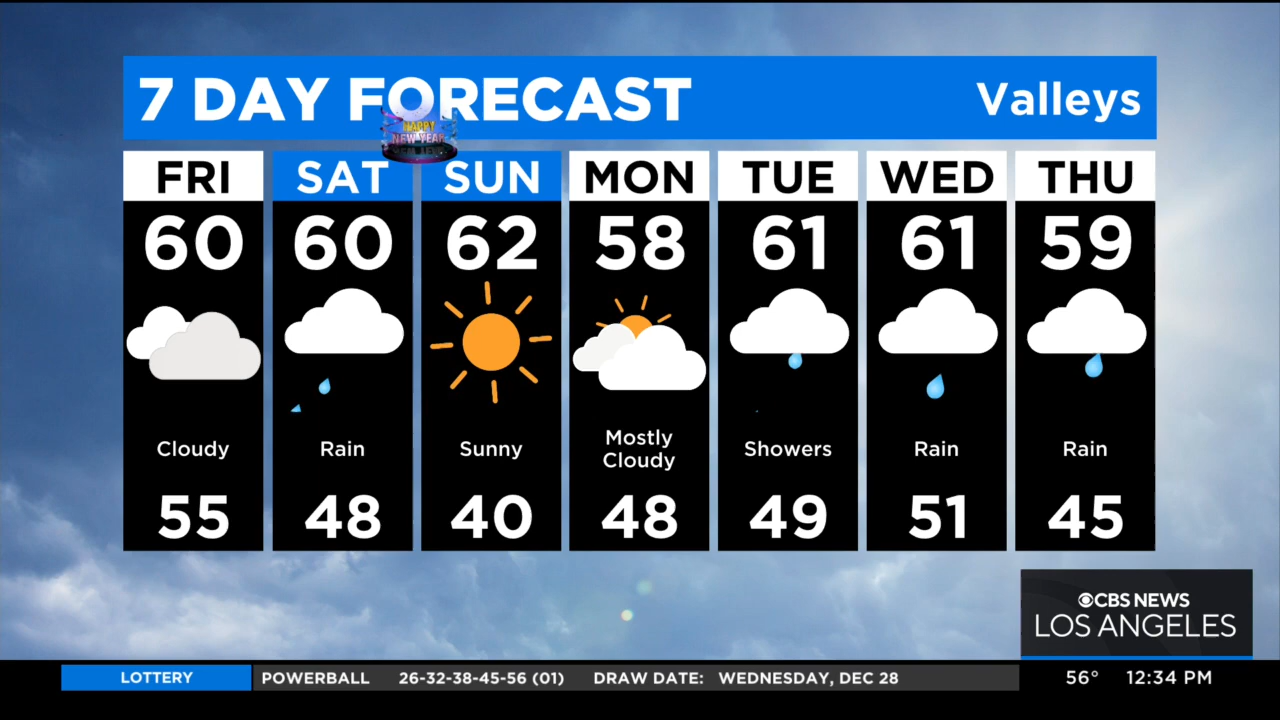 7 DAY FORECAST
Valleys
HAPPY
NEW YEAR
FRI SAT SUN MON TUE WED THU
60 60 62 58 61 61 59
Cloudy Rain Sunny Mostly Cloudy Showers Rain Rain
55 48 40 48 49 51 45
CBS NEWS
LOS ANGELES
LOTTERY POWERBALL 26-32-38-45-56 (01) DRAW DATE: WEDNESDAY, DEC 28 56° 12:34 PM